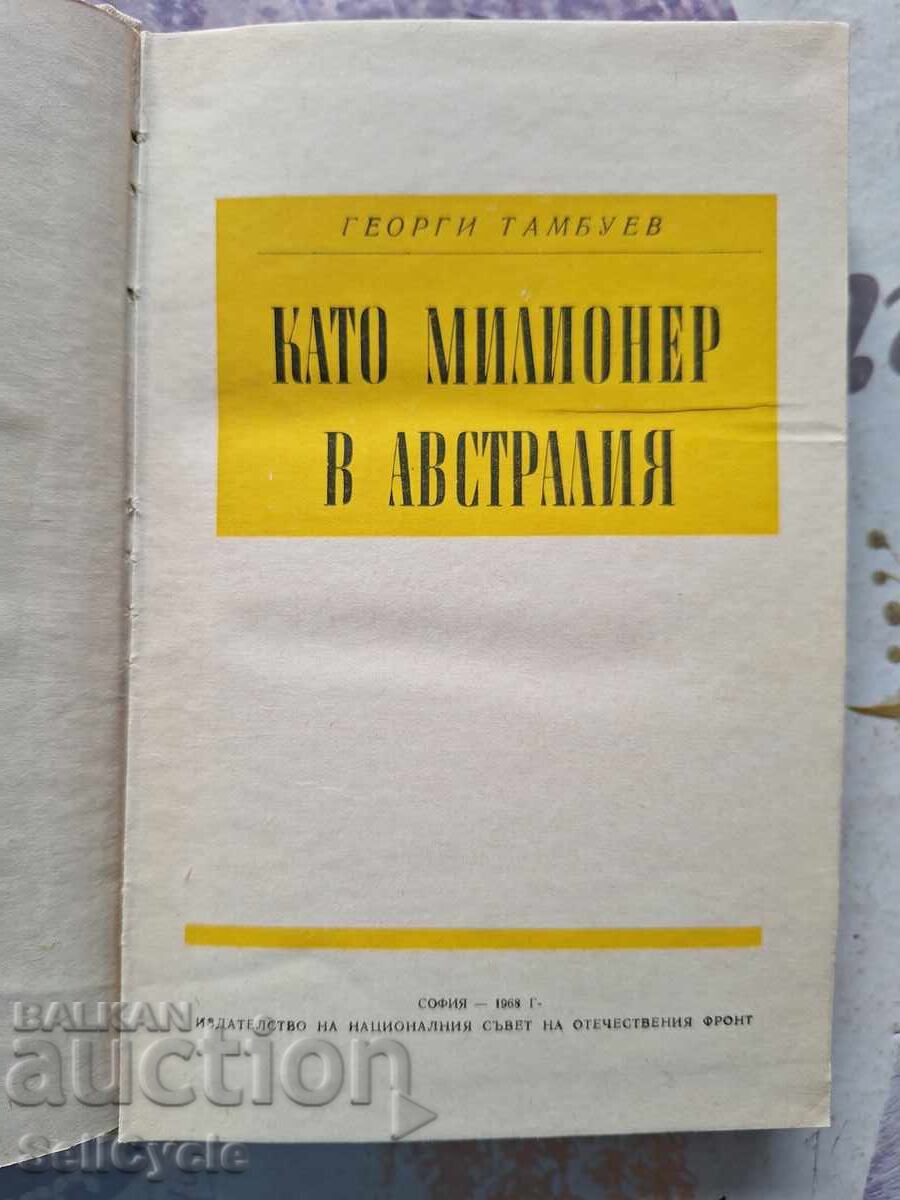 ГЕОРГИ ТАМБУЕВ
КАТО МИЛИОНЕР
В АВСТРАЛИЯ
СОФИЯ — 1968 Г.
ИЗДАТЕЛСТВО НА НАЦИОНАЛНИЯ СЪВЕТ НА ОТЕЧЕСТВЕНИЯ ФРОНТ
BALKAN
auction
Sellcycle